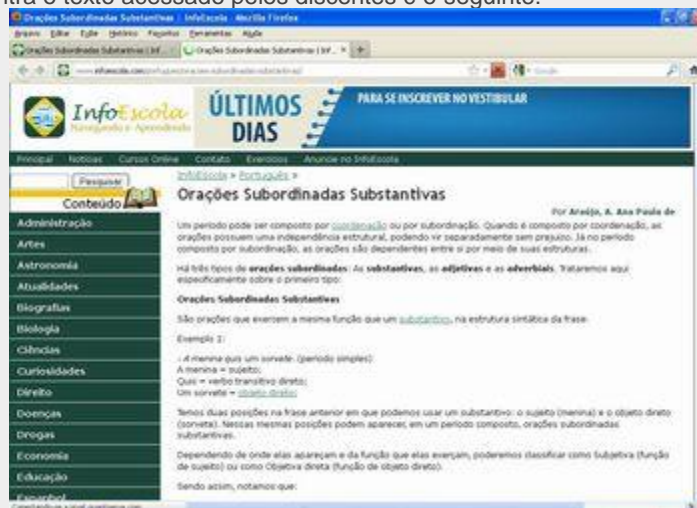 ntra o texto acessado pelos discentes é o seguinte:
Orações Subordinadas Substantivas | InfoEscola - Mozilla Firefox
Arquivo Editar Exibir Histórico Favoritos Ferramentas Ajuda
Orações Subordinadas Substantivas | Inf... Orações Subordinadas Substantivas | Inf... × +
InfoEscola
Navegando e Aprendendo
ÚLTIMOS
DIAS
PARA SE INSCREVER NO VESTIBULAR
Principal Notícias Cursos Online Contato Exercícios Anuncie no InfoEscola
Pesquisar
Conteúdo
Administração
Artes
Astronomia
Atualidades
Biografias
Biologia
Ciências
Curiosidades
Direito
Doenças
Drogas
Economia
Educação
Espanhol
InfoEscola » Português »
Orações Subordinadas Substantivas
Por Araújo, A. Ana Paula de
Um período pode ser composto por coordenação ou por subordinação. Quando é composto por coordenação, as
orações possuem uma independência estrutural, podendo vir separadamente sem prejuízo. Já no período
composto por subordinação, as orações são dependentes entre si por meio de suas estruturas.
Há três tipos de orações subordinadas: As substantivas, as adjetivas e as adverbiais. Trataremos aqui
especificamente sobre o primeiro tipo:
Orações Subordinadas Substantivas
São orações que exercem a mesma função que um substantivo, na estrutura sintática da frase.
Exemplo 1:
- A menina quis um sorvete. (período simples)
A menina = sujeito;
Quis = verbo transitivo direto;
Um sorvete = objeto direto;
Temos duas posições na frase anterior em que podemos usar um substantivo: o sujeito (menina) e o objeto direto
(sorvete). Nessas mesmas posições podem aparecer, em um período composto, orações subordinadas
substantivas.
Dependendo de onde elas apareçam e da função que elas exerçam, poderemos classificar como Subjetiva (função
de sujeito) ou como Objetiva direta (função de objeto direto).
Sendo assim, notamos que: